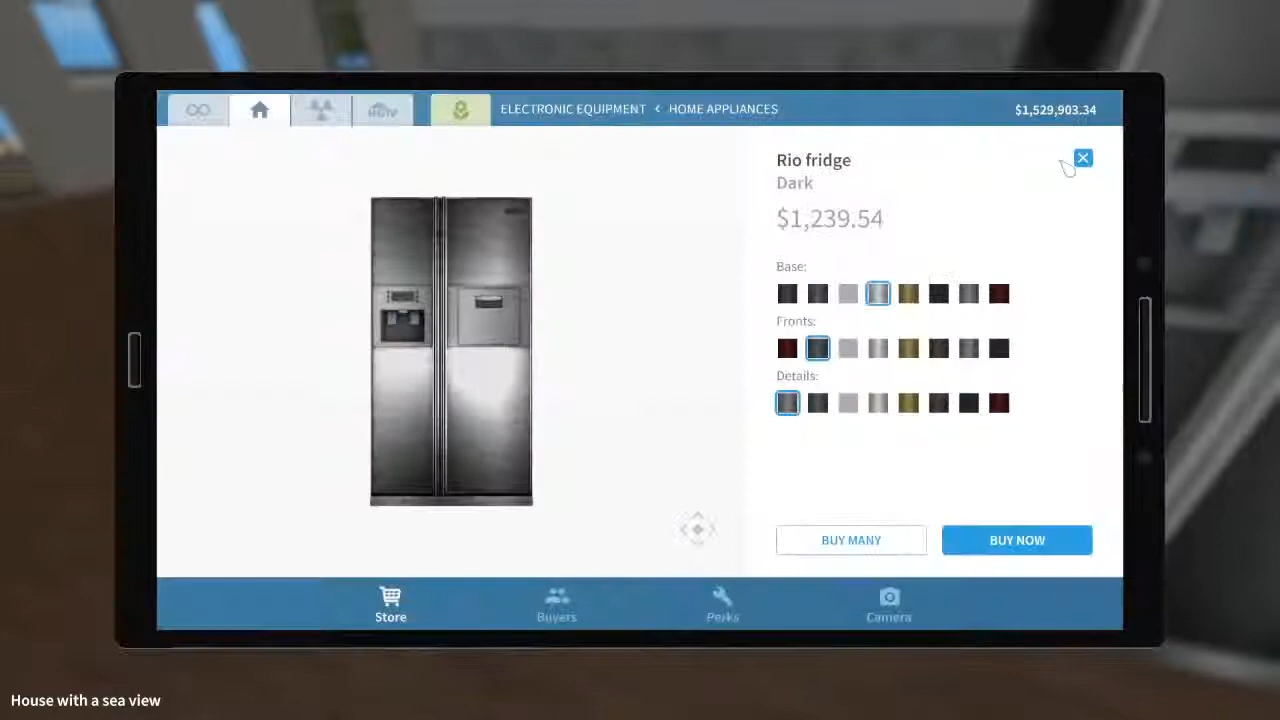 ELECTRONIC EQUIPMENT < HOME APPLIANCES
$1,529,903.34
Rio fridge
Dark
$1,239.54
Base:
Fronts:
Details:
BUY MANY
BUY NOW
Store
Buyers
Perks
Camera
House with a sea view